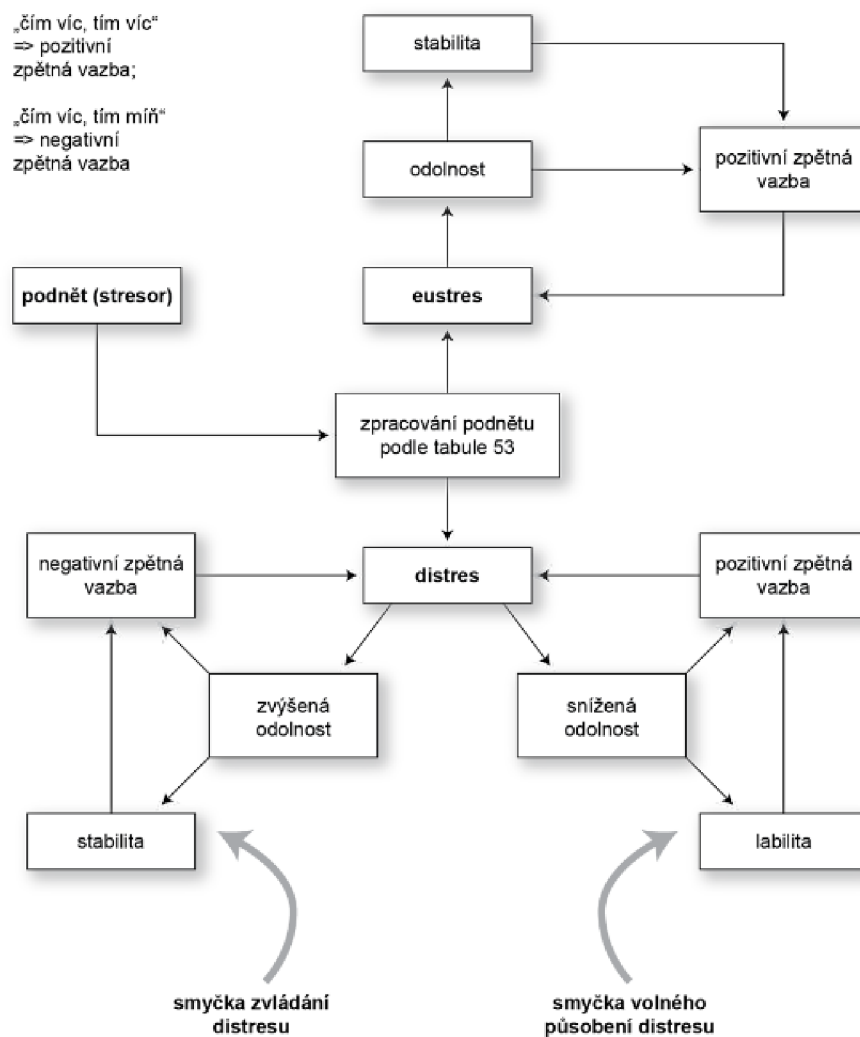 „čím víc, tím víc“
=> pozitivní
zpětná vazba;
„čím víc, tím míň“
=> negativní
zpětná vazba
stabilita
odolnost
pozitivní zpětná
vazba
podnět (stresor)
eustres
zpracování podnětu
podle tabule 53
negativní zpětná
vazba
distres
pozitivní zpětná
vazba
zvýšená
odolnost
snížená
odolnost
stabilita
labilita
smyčka zvládání
distresu
smyčka volného
působení distresu